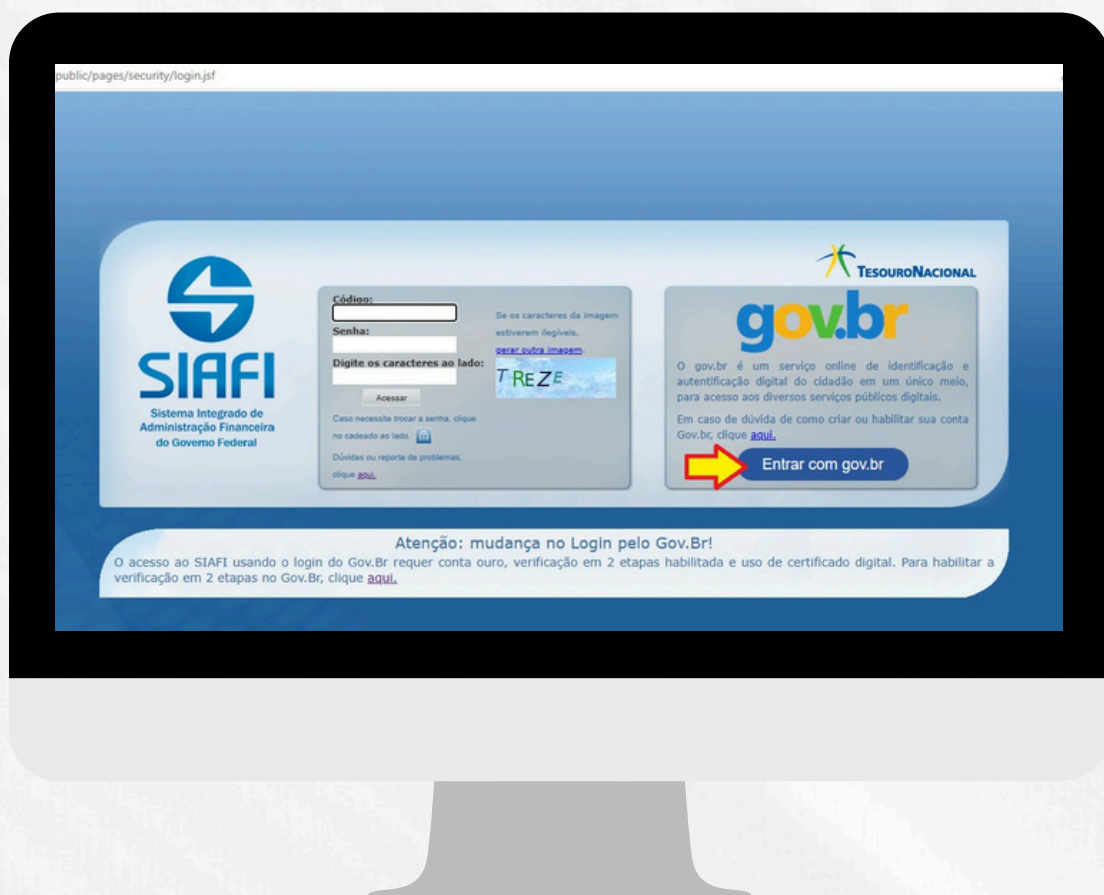 public/pages/security/login.jsf
SIAFI
Sistema Integrado de
Administração Financeira
do Governo Federal
Código:
Senha:
Digite os caracteres ao lado:
Acessar
Caso necessite trocar a senha, clique
no cadeado ao lado.
Dúvidas ou reporte de problemas,
clique aqui.
Se os caracteres da imagem
estiverem ilegíveis,
gerar outra imagem.
TREZE
TESOURONACIONAL
gov.br
O gov.br é um serviço online de identificação e
autentificação digital do cidadão em um único meio,
para acesso aos diversos serviços públicos digitais.
Em caso de dúvida de como criar ou habilitar sua conta
Gov.br, clique aqui.
Entrar com gov.br
Atenção: mudança no Login pelo Gov.Br!
O acesso ao SIAFI usando o login do Gov.Br requer conta ouro, verificação em 2 etapas habilitada e uso de certificado digital. Para habilitar a
verificação em 2 etapas no Gov.Br, clique aqui.